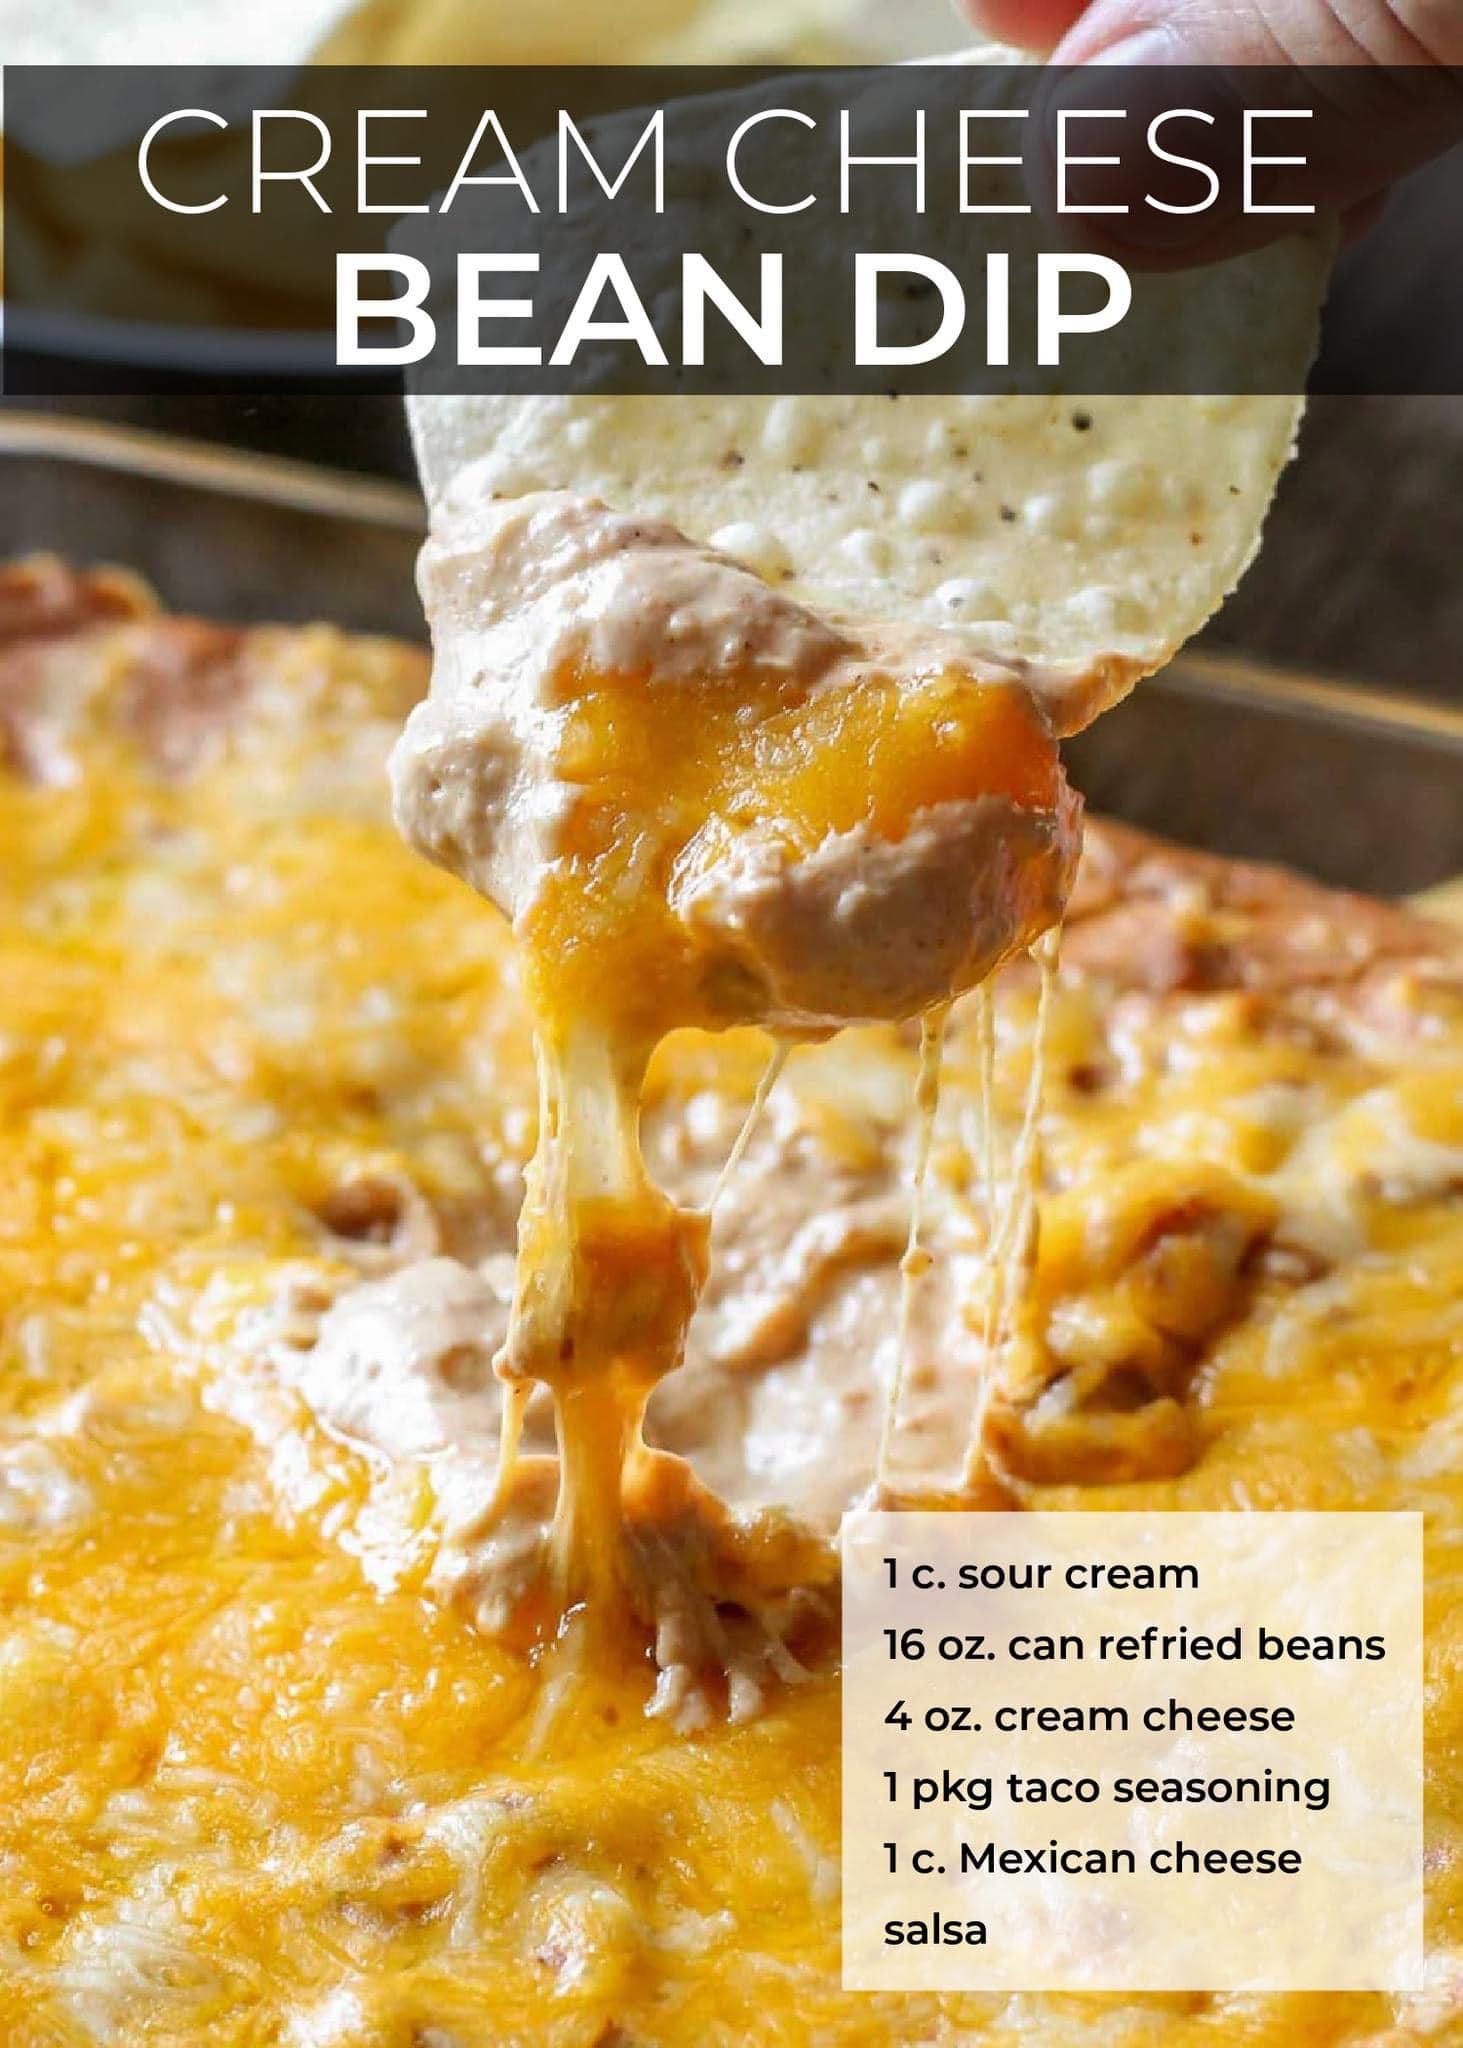 CREAM CHEESE
BEAN DIP
1 c. sour cream
16 oz. can refried beans
4 oz. cream cheese
1 pkg taco seasoning
1 c. Mexican cheese
salsa